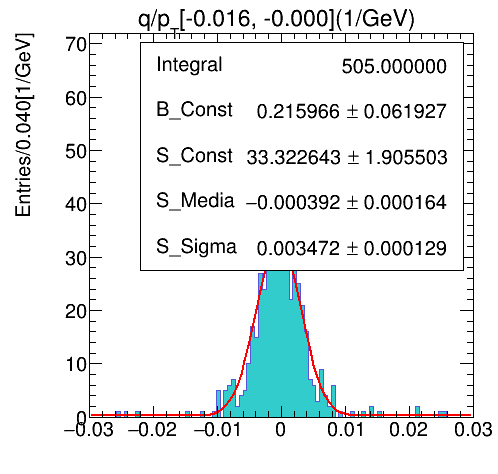 q/p_T[-0.016, -0.000](1/GeV)
Entries/0.040[1/GeV]
Integral 505.000000
B_Const 0.215966 ± 0.061927
S_Const 33.322643 ± 1.905503
S_Media −0.000392 ± 0.000164
S_Sigma 0.003472 ± 0.000129
70
60
50
40
30
20
10
0
−0.03 −0.02 −0.01 0 0.01 0.02 0.03